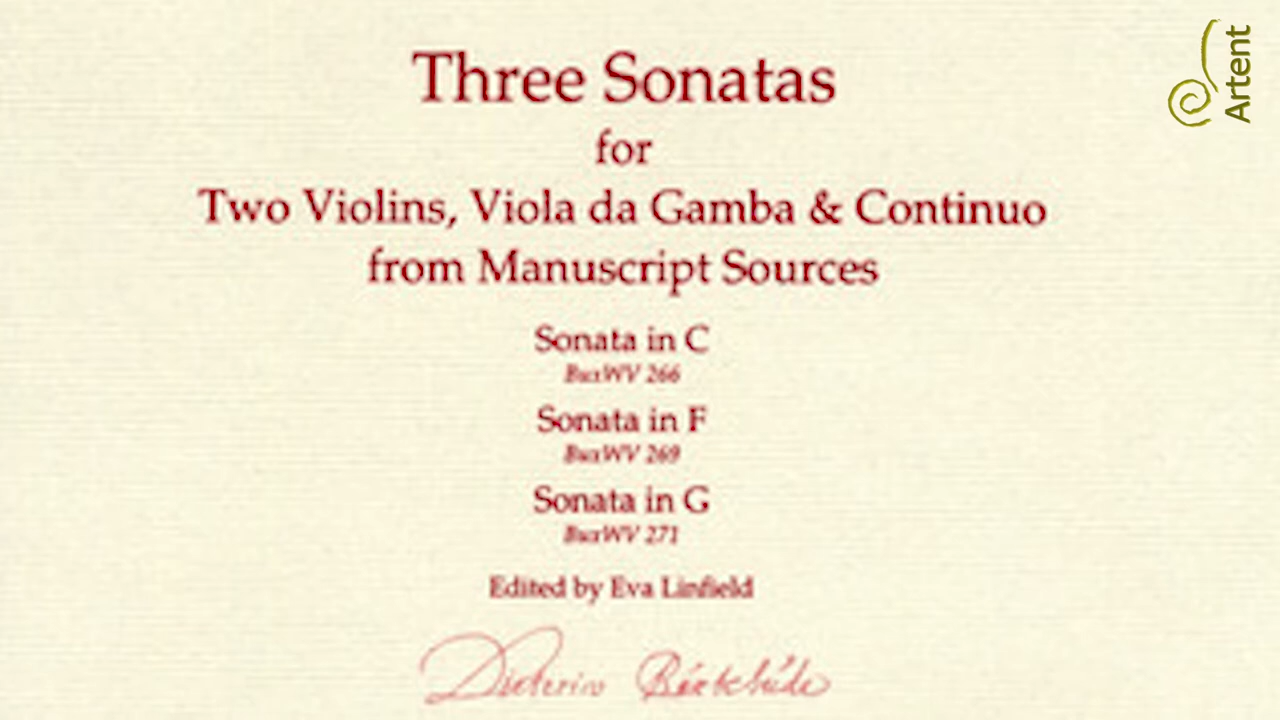 Three Sonatas
for
Two Violins, Viola da Gamba & Continuo
from Manuscript Sources
Sonata in C
BuxWV 266
Sonata in F
BuxWV 269
Sonata in G
BuxWV 271
Edited by Eva Linfield
Dieterico
Artent